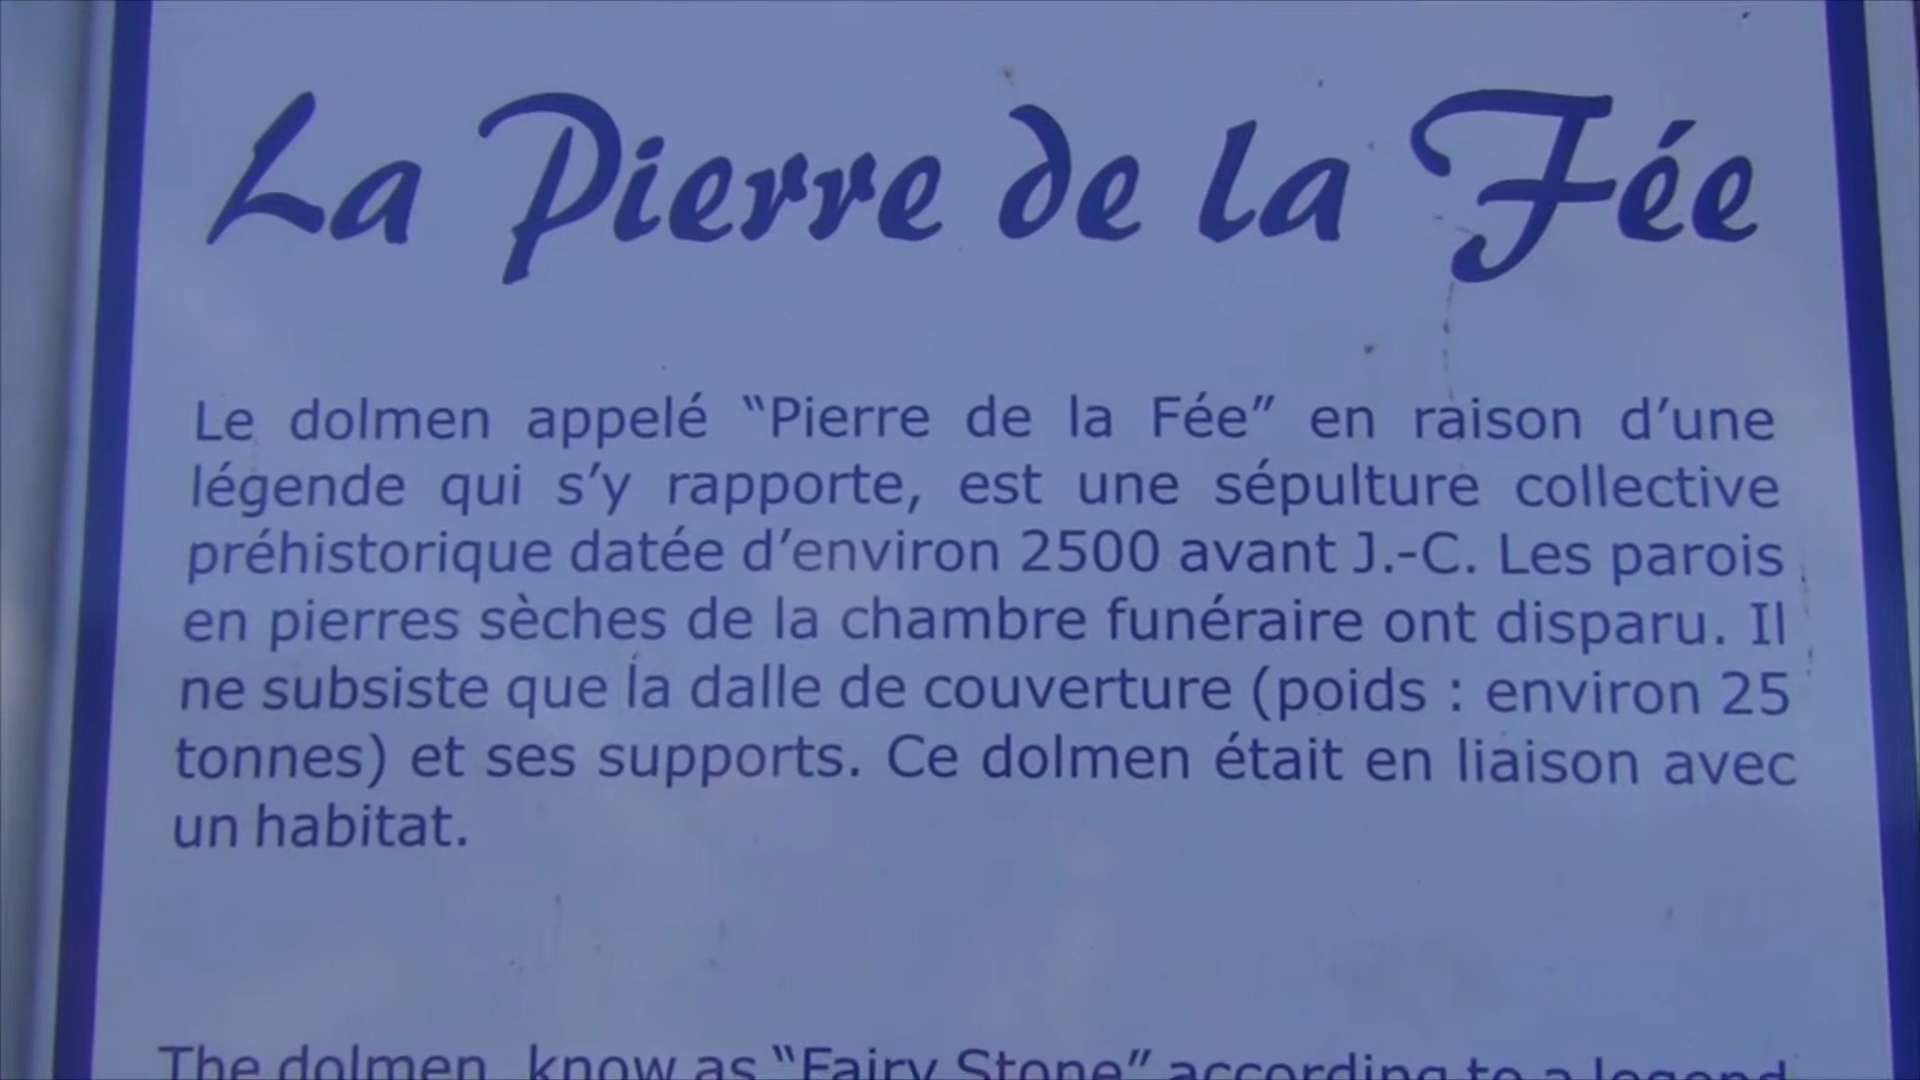 La Pierre de la Fée
Le dolmen appelé “Pierre de la Fée” en raison d’une
légende qui s’y rapporte, est une sépulture collective
préhistorique datée d’environ 2500 avant J.-C. Les parois
en pierres sèches de la chambre funéraire ont disparu. Il
ne subsiste que la dalle de couverture (poids : environ 25
tonnes) et ses supports. Ce dolmen était en liaison avec
un habitat.
The dolmen know as “Fairy Stone” according to a legend